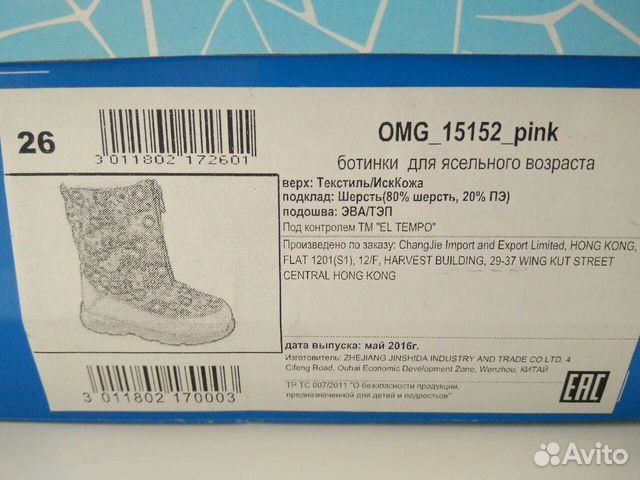 26
3 011802 172601
OMG_15152_pink
ботинки для ясельного возраста
верх: Текстиль/ИскКожа
подклад: Шерсть(80% шерсть, 20% ПЭ)
подошва: ЭВА/ТЭП
Под контролем ТМ "EL TEMPO"
Произведено по заказу: ChangJie Import and Export Limited, HONG KONG,
FLAT 1201(S1), 12/F, HARVEST BUILDING, 29-37 WING KUT STREET
CENTRAL HONG KONG
дата выпуска: май 2016г.
Изготовитель: ZHEJIANG JINSHIDA INDUSTRY AND TRADE CO LTD, 4
Cifeng Road, Ouhai Economic Development Zone, Wenzhou, КИТАЙ
3 011802 170003
ТР ТС 007/2011 "О безопасности продукции,
предназначенной для детей и подростков"
EAC
Avito